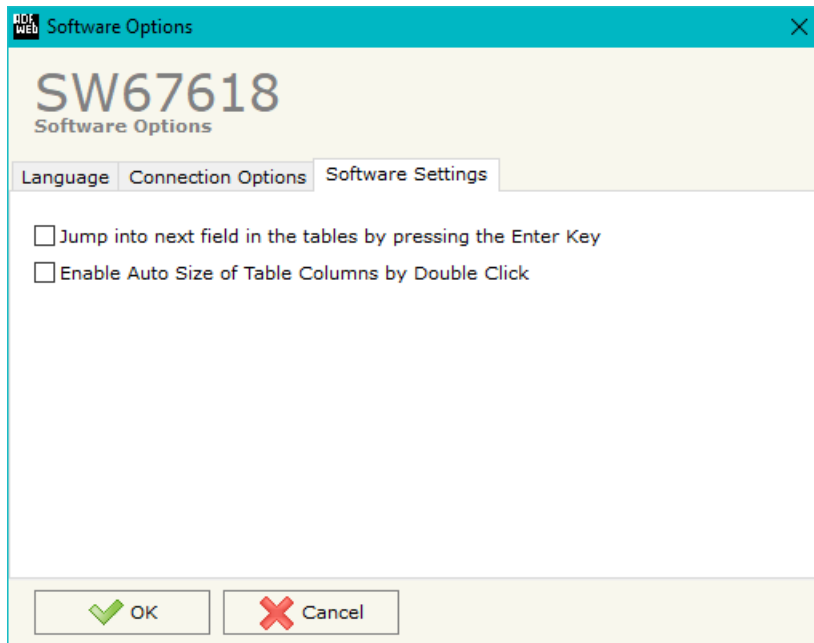 ADF WEB Software Options
SW67618
Software Options
Language Connection Options Software Settings
Jump into next field in the tables by pressing the Enter Key
Enable Auto Size of Table Columns by Double Click
OK Cancel